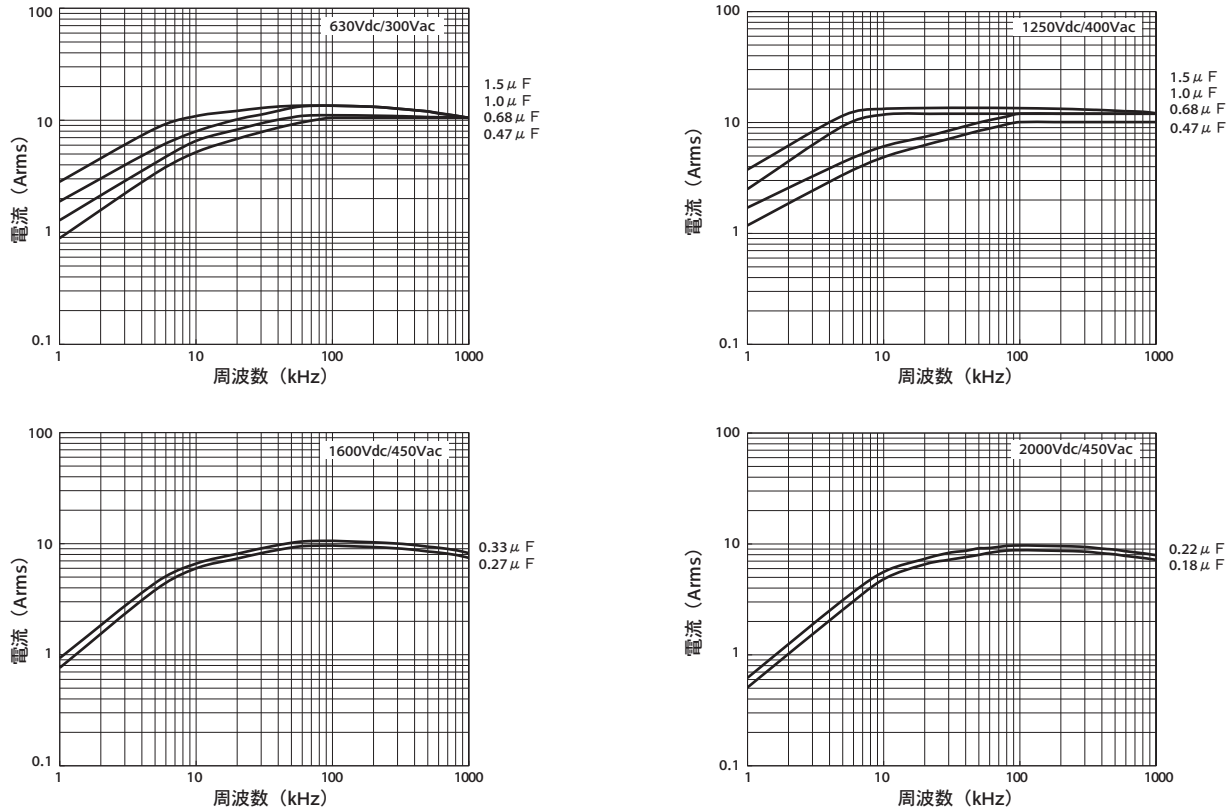 630Vdc/300Vac
100
10
1
0.1
1
10
100
1000
電流（Arms）
周波数（kHz）
1.5μF
1.0μF
0.68μF
0.47μF
1250Vdc/400Vac
100
10
1
0.1
1
10
100
1000
電流（Arms）
周波数（kHz）
1.5μF
1.0μF
0.68μF
0.47μF
1600Vdc/450Vac
100
10
1
0.1
1
10
100
1000
電流（Arms）
周波数（kHz）
0.33μF
0.27μF
2000Vdc/450Vac
100
10
1
0.1
1
10
100
1000
電流（Arms）
周波数（kHz）
0.22μF
0.18μF